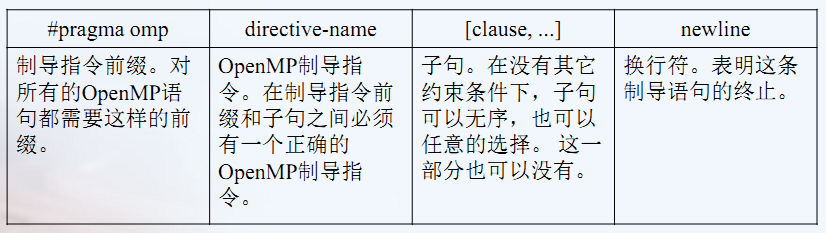 #pragma omp
directive-name
[clause, ...]
newline
制导指令前缀。对
所有的OpenMP语
句都需要这样的前
缀。
OpenMP制导指
令。在制导指令前
缀和子句之间必须
有一个正确的
OpenMP制导指
令。
子句。在没有其它
约束条件下，子句
可以无序，也可以
任意的选择。 这一
部分也可以没有。
换行符。表明这条
制导语句的终止。